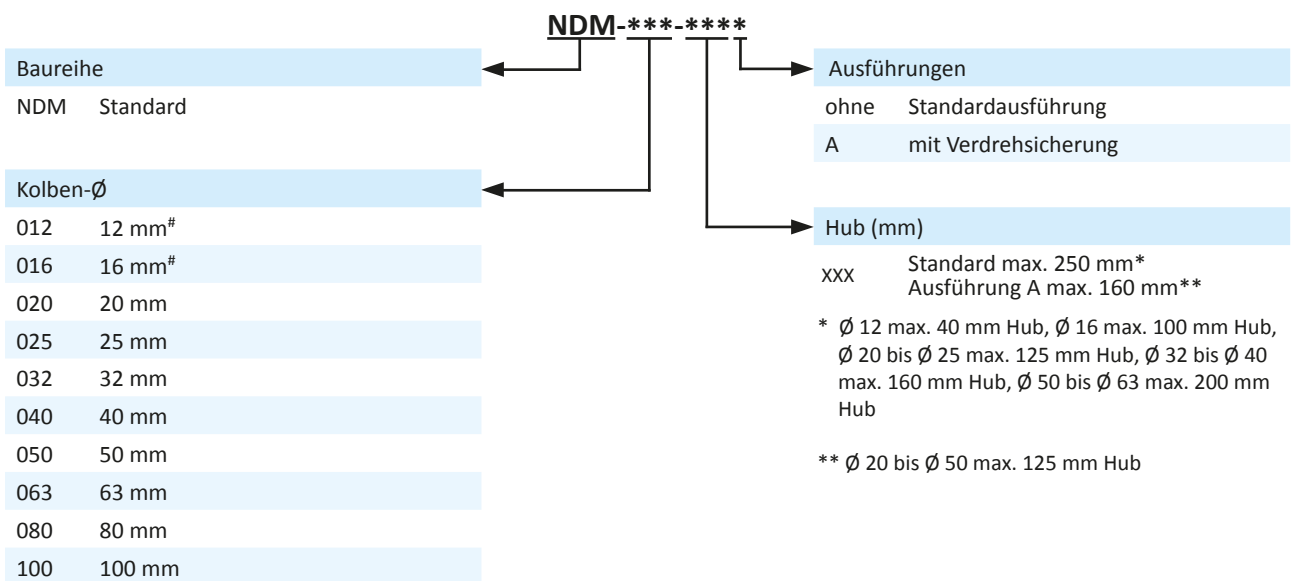 NDM-***-****
Baureihe
NDM Standard
Kolben-Ø
012 12 mm#
016 16 mm#
020 20 mm
025 25 mm
032 32 mm
040 40 mm
050 50 mm
063 63 mm
080 80 mm
100 100 mm
Ausführungen
ohne Standardausführung
A mit Verdrehsicherung
Hub (mm)
XXX Standard max. 250 mm*
Ausführung A max. 160 mm**
* Ø 12 max. 40 mm Hub, Ø 16 max. 100 mm Hub,
Ø 20 bis Ø 25 max. 125 mm Hub, Ø 32 bis Ø 40
max. 160 mm Hub, Ø 50 bis Ø 63 max. 200 mm
Hub
** Ø 20 bis Ø 50 max. 125 mm Hub